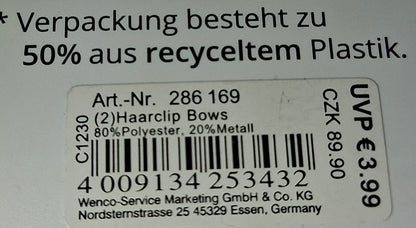 * Verpackung besteht zu
50% aus recyceltem Plastik.
Art.-Nr. 286 169
(2)Haarclip Bows
80%Polyester, 20%Metall
C1230
4 009134 253432
Wenco-Service Marketing GmbH & Co. KG
Nordsternstrasse 25 45329 Essen, Germany
CZK 89.90
UVP € 3.99